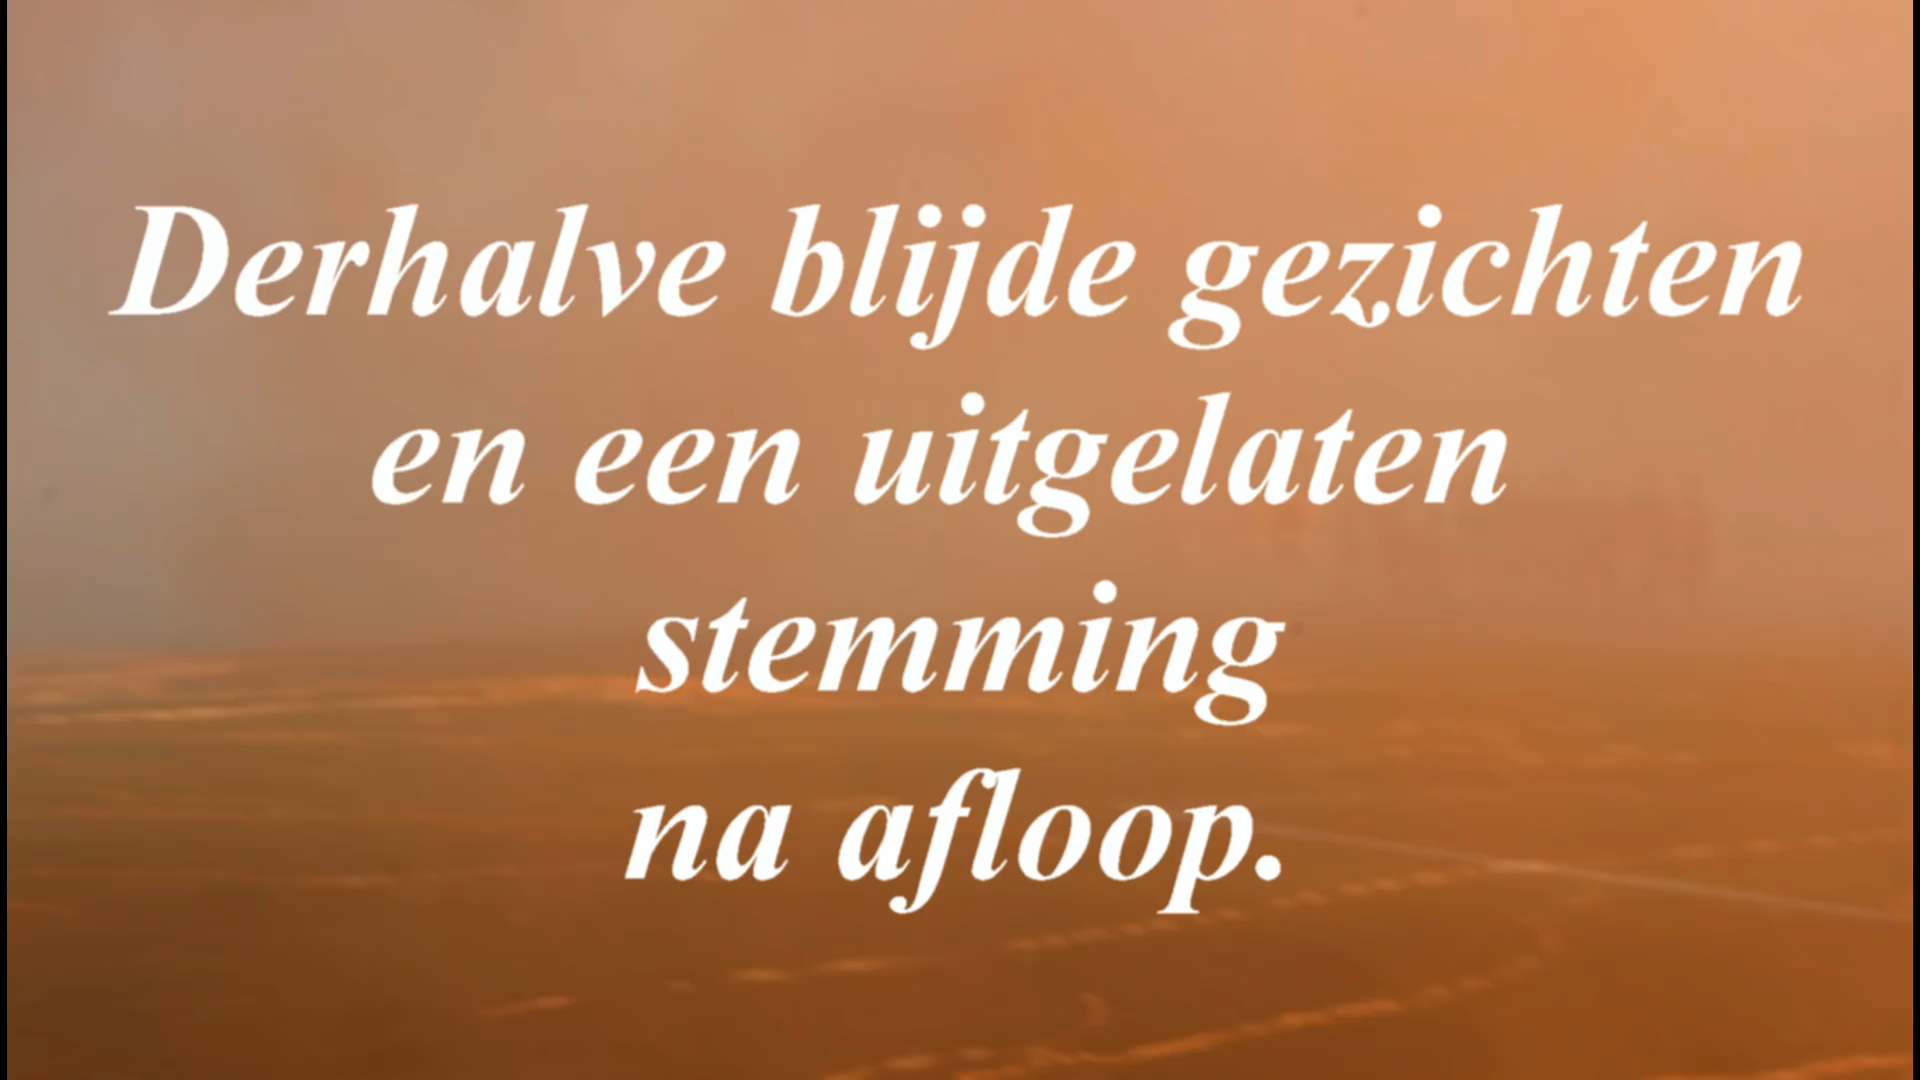 Derhalve blijde gezichten
en een uitgelaten
stemming
na afloop.